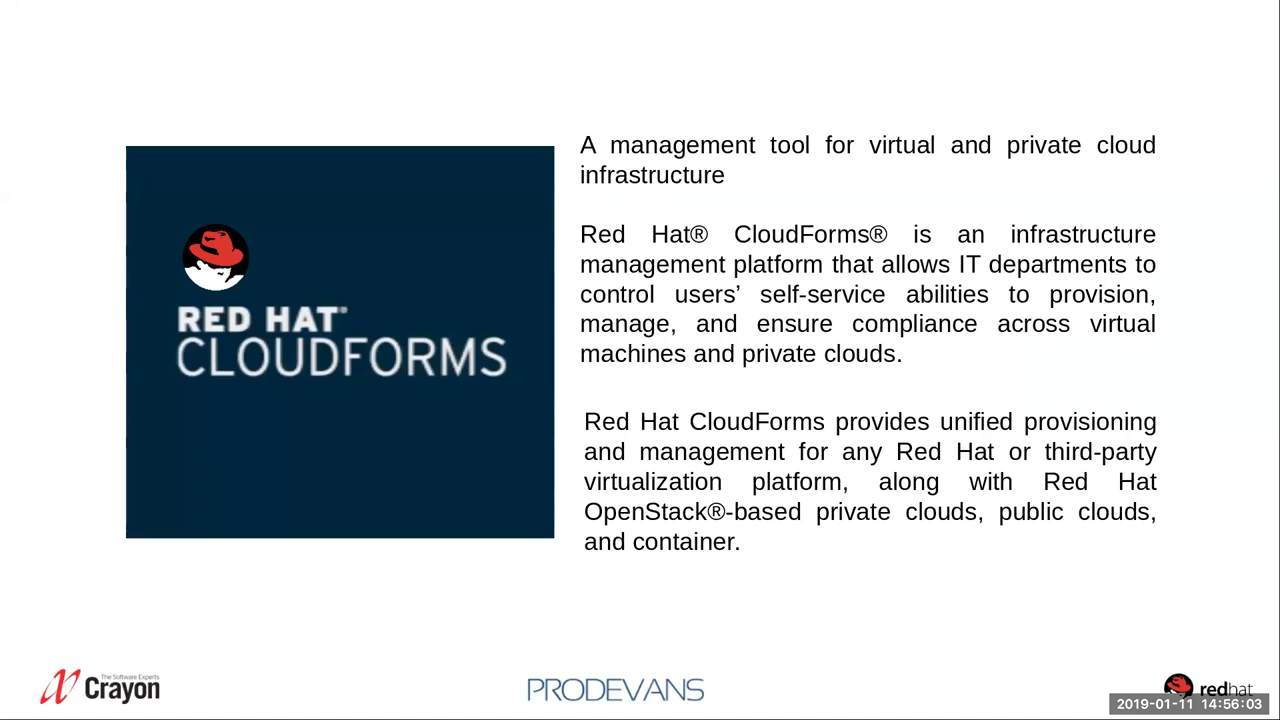 A management tool for virtual and private cloud
infrastructure
Red Hat® CloudForms® is an infrastructure
management platform that allows IT departments to
control users’ self-service abilities to provision,
manage, and ensure compliance across virtual
machines and private clouds.
RED HAT®
CLOUDFORMS
Red Hat CloudForms provides unified provisioning
and management for any Red Hat or third-party
virtualization platform, along with Red Hat
OpenStack®-based private clouds, public clouds,
and container.
The Software Experts
Crayon
PRODEVANS
redhat
2019-01-11 14:56:03